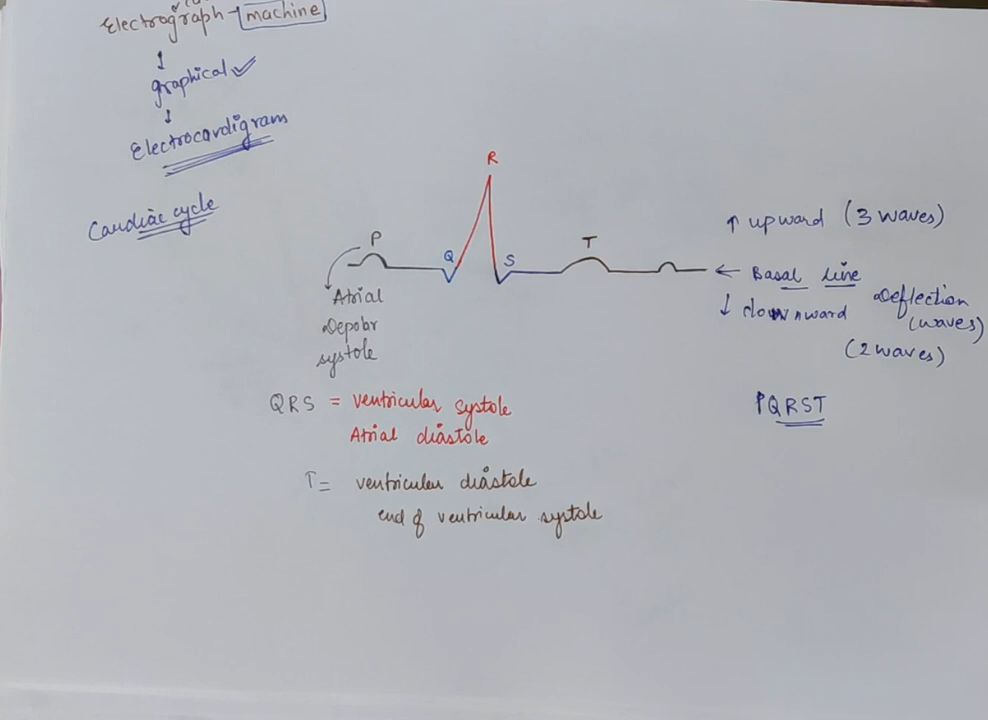 Electrograph - machine
↓
graphical ✓
↓
Electrocardigram
Cardiac cycle
R
P
Q
S
T
↑ upward (3 waves)
← Basal line
↓ downward
Deflection
(waves)
(2 waves)
Atrial
Depolar
systole
QRS = ventricular systole
Atrial diastole
PQRST
T = ventricular diastole
end of ventricular systole